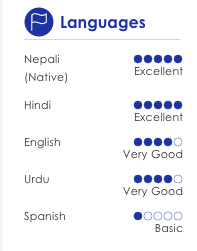 Languages
Nepali
(Native)
Excellent
Hindi
Excellent
English
Very Good
Urdu
Very Good
Spanish
Basic